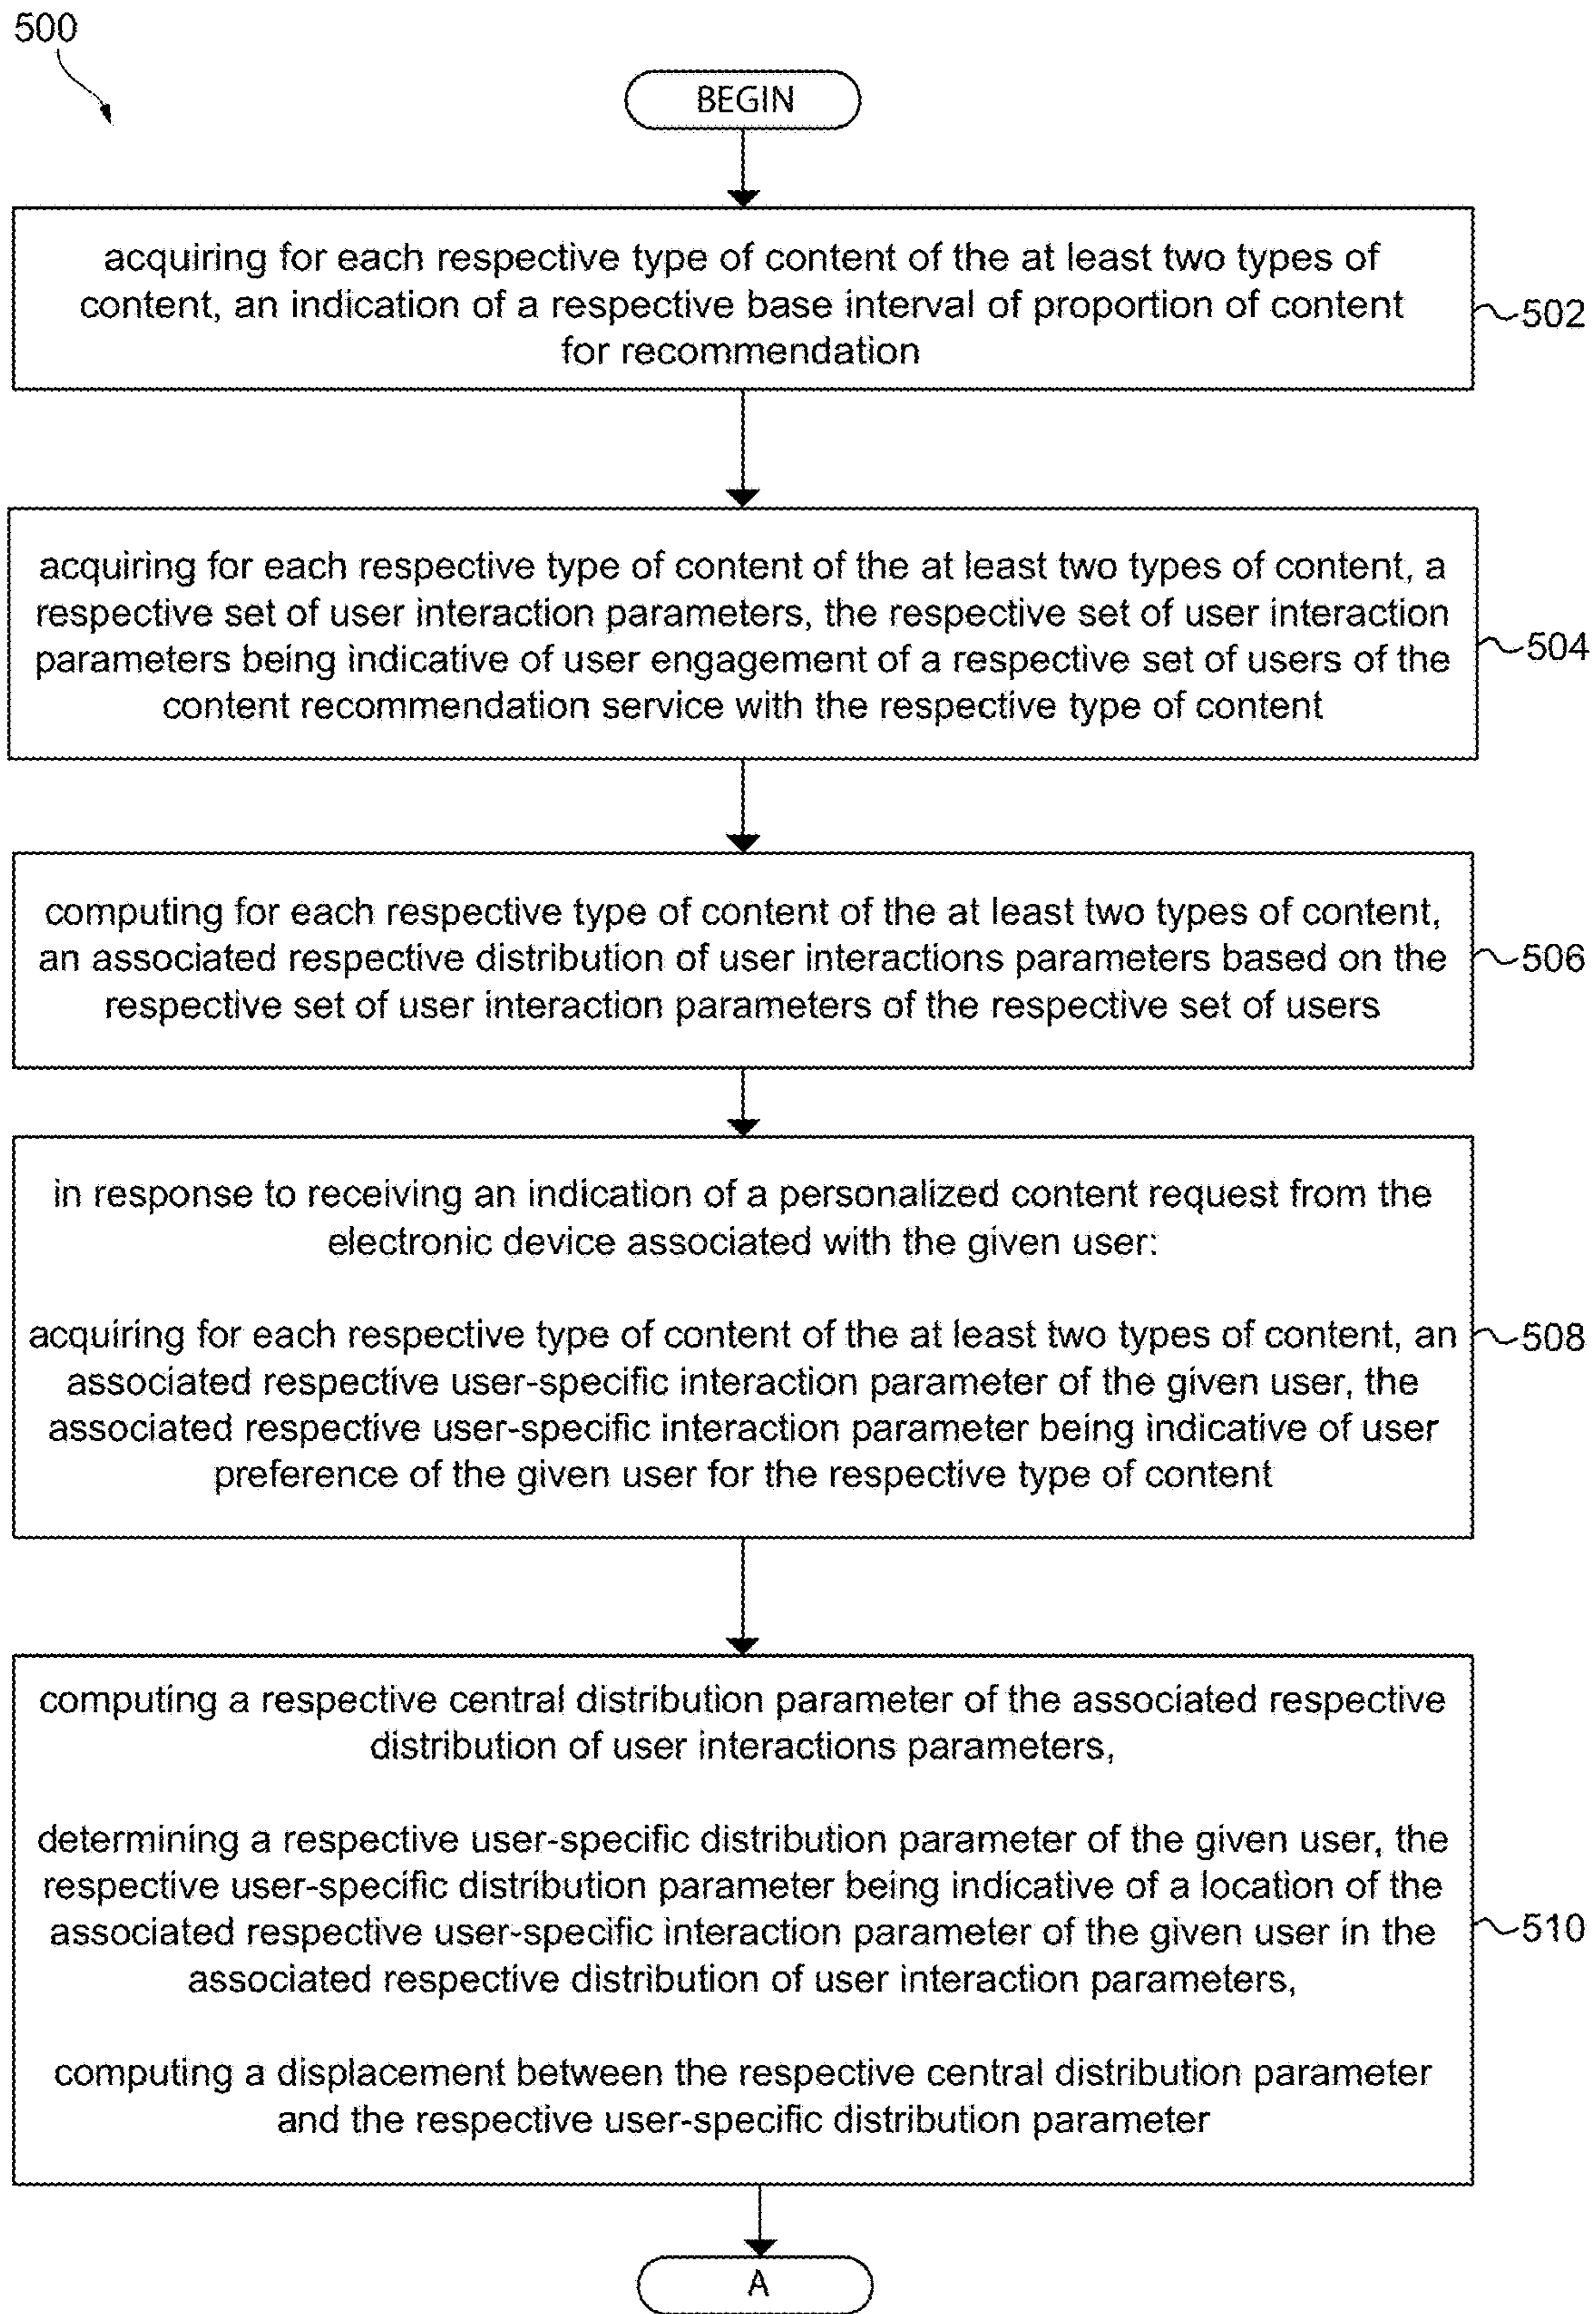 500
BEGIN
acquiring for each respective type of content of the at least two types of
content, an indication of a respective base interval of proportion of content
for recommendation
502
acquiring for each respective type of content of the at least two types of content, a
respective set of user interaction parameters, the respective set of user interaction
parameters being indicative of user engagement of a respective set of users of the
content recommendation service with the respective type of content
504
computing for each respective type of content of the at least two types of content,
an associated respective distribution of user interactions parameters based on the
respective set of user interaction parameters of the respective set of users
506
in response to receiving an indication of a personalized content request from the
electronic device associated with the given user:
acquiring for each respective type of content of the at least two types of content, an
associated respective user-specific interaction parameter of the given user, the
associated respective user-specific interaction parameter being indicative of user
preference of the given user for the respective type of content
508
computing a respective central distribution parameter of the associated respective
distribution of user interactions parameters,
determining a respective user-specific distribution parameter of the given user, the
respective user-specific distribution parameter being indicative of a location of the
associated respective user-specific interaction parameter of the given user in the
associated respective distribution of user interaction parameters,
computing a displacement between the respective central distribution parameter
and the respective user-specific distribution parameter
510
A